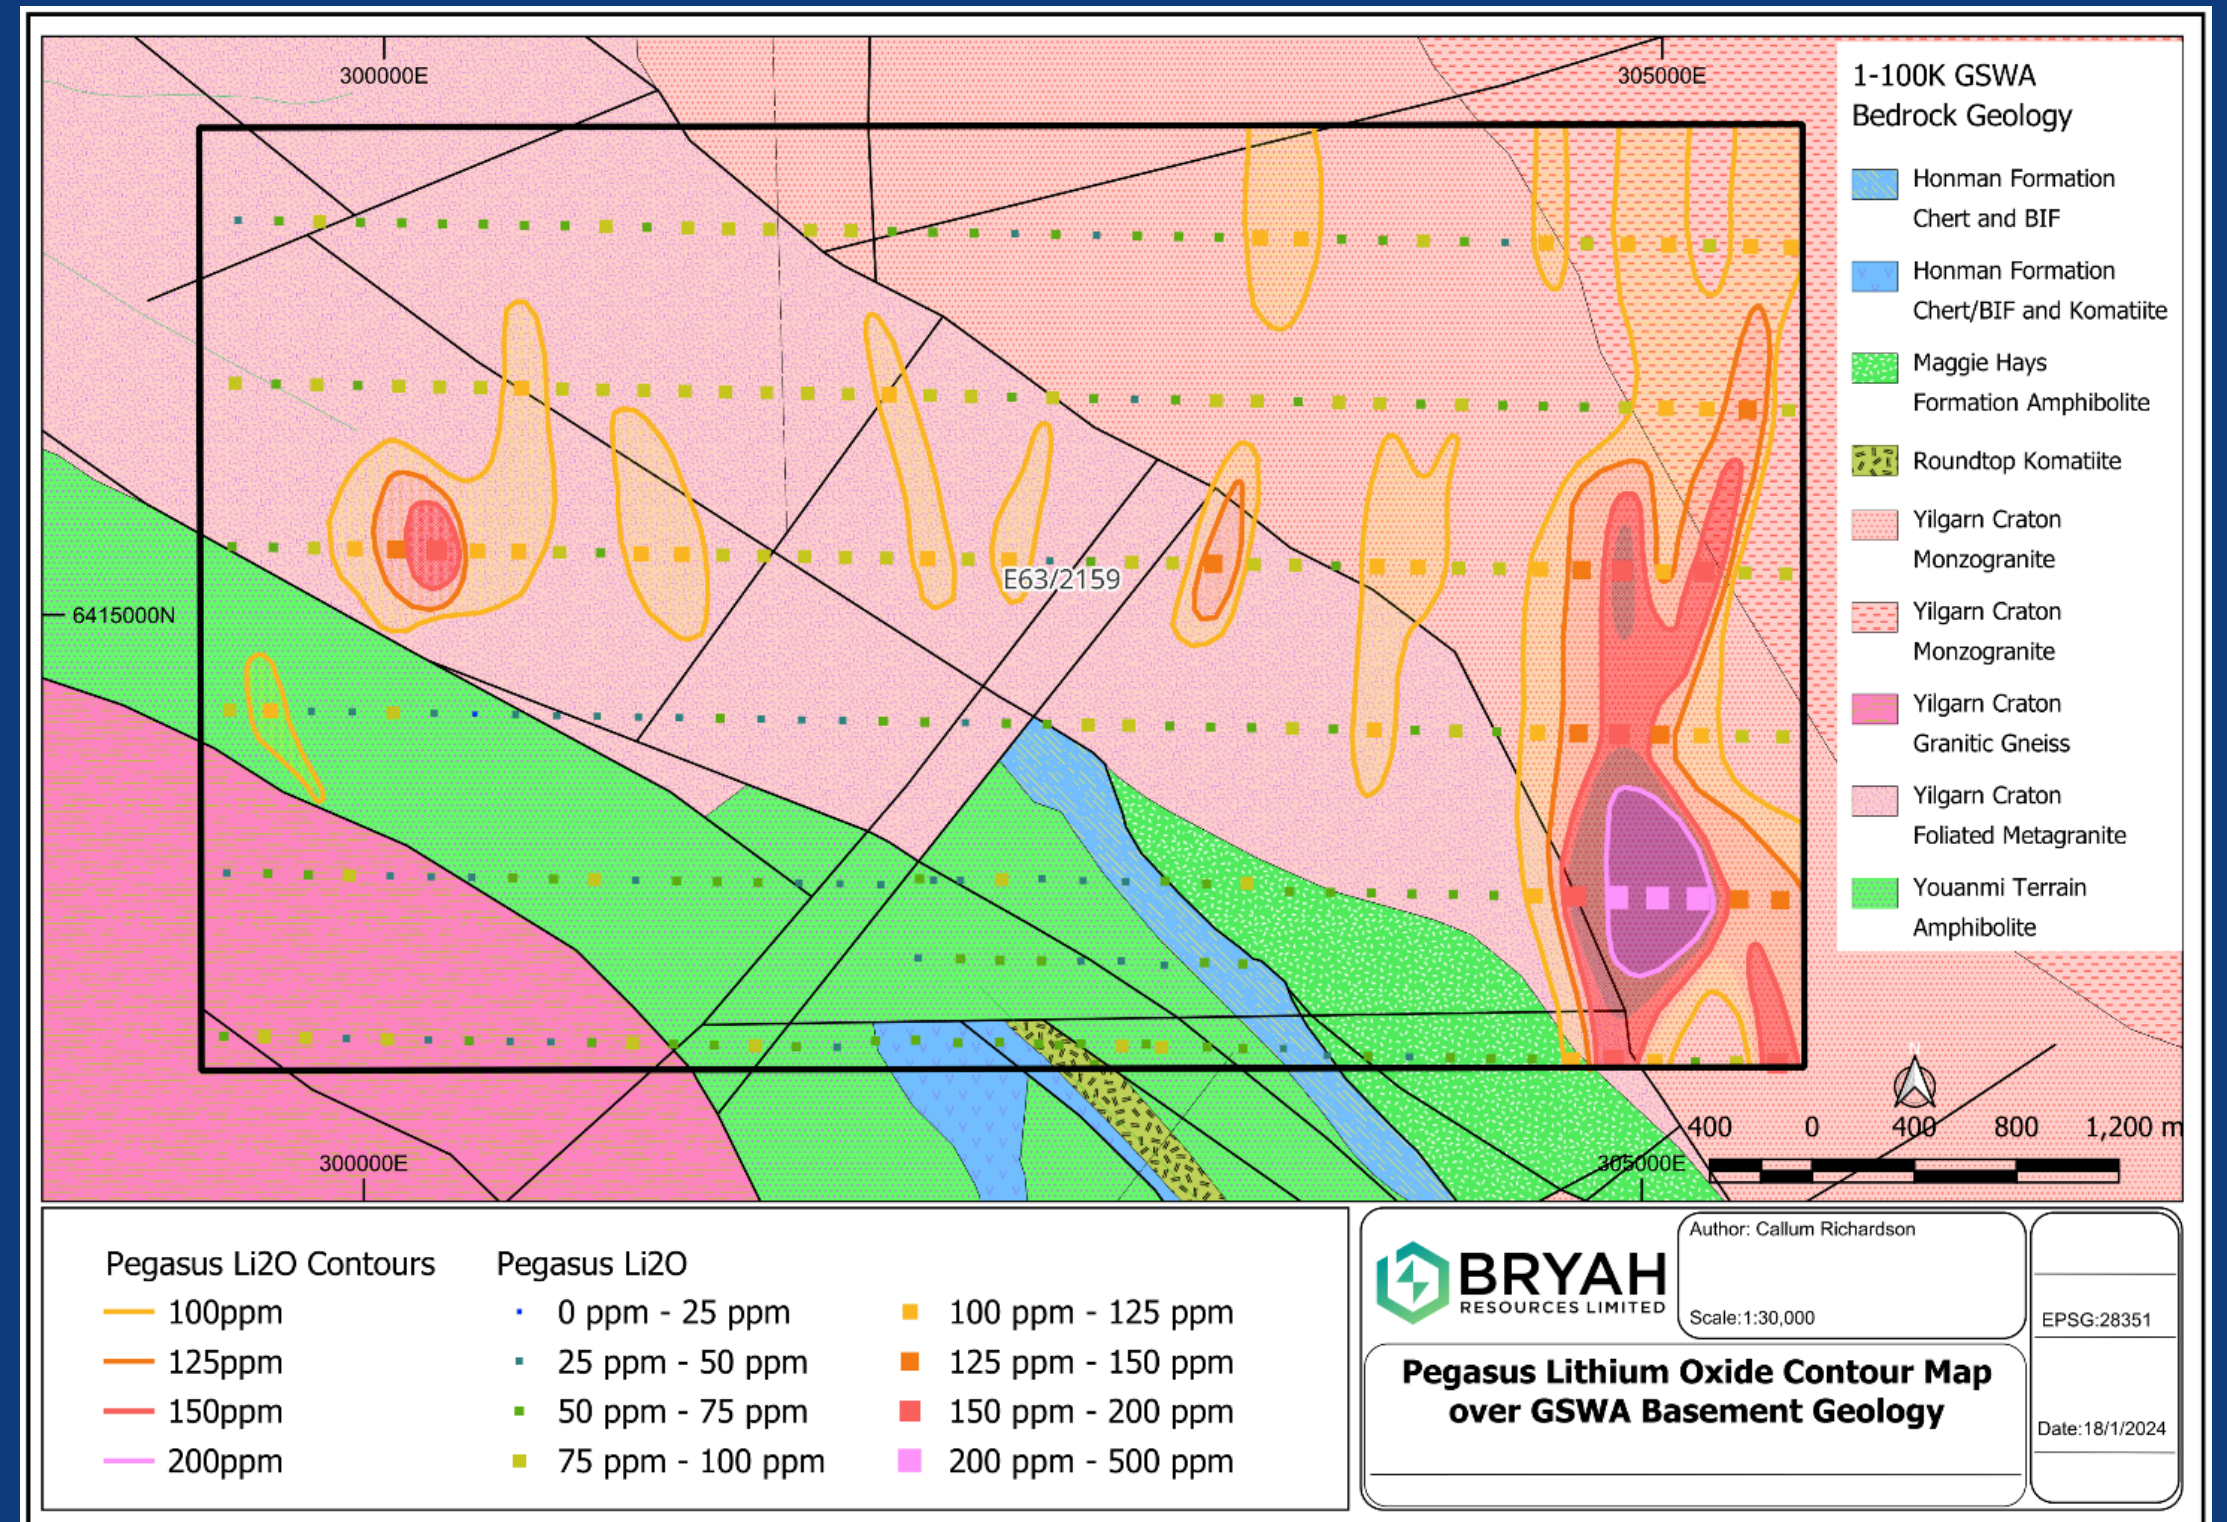 300000E
305000E
1-100K GSWA
Bedrock Geology
Honman Formation
Chert and BIF
Honman Formation
Chert/BIF and Komatiite
Maggie Hays
Formation Amphibolite
Roundtop Komatiite
Yilgarn Craton
Monzogranite
Yilgarn Craton
Monzogranite
Yilgarn Craton
Granitic Gneiss
Yilgarn Craton
Foliated Metagranite
Youanmi Terrain
Amphibolite
E63/2159
6415000N
N
400 0 400 800 1,200 m
300000E
305000E
Pegasus Li2O Contours
100ppm
125ppm
150ppm
200ppm
Pegasus Li2O
0 ppm - 25 ppm
25 ppm - 50 ppm
50 ppm - 75 ppm
75 ppm - 100 ppm
100 ppm - 125 ppm
125 ppm - 150 ppm
150 ppm - 200 ppm
200 ppm - 500 ppm
BRYAH
RESOURCES LIMITED
Author: Callum Richardson
Scale:1:30,000
EPSG:28351
Date:18/1/2024
Pegasus Lithium Oxide Contour Map
over GSWA Basement Geology